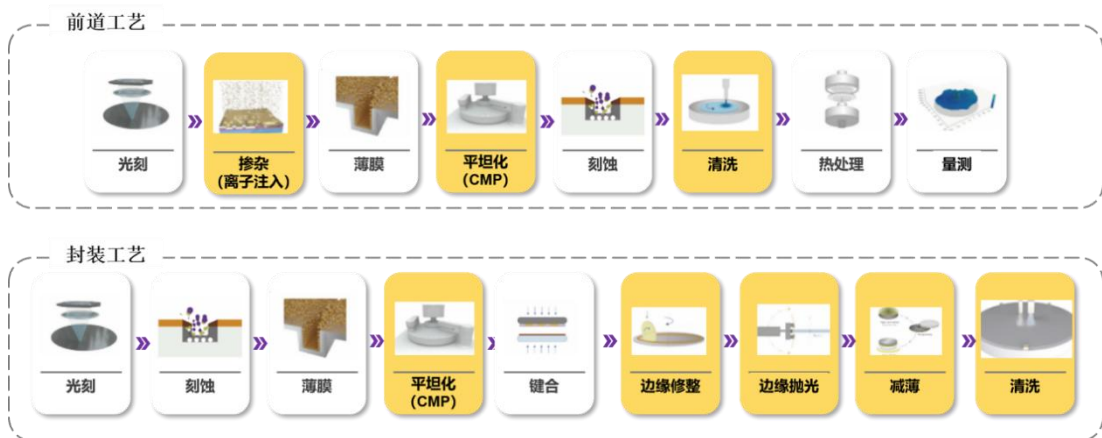 前道工艺
光刻
掺杂
(离子注入)
薄膜
平坦化
(CMP)
刻蚀
清洗
热处理
量测
封装工艺
光刻
刻蚀
薄膜
平坦化
(CMP)
键合
边缘修整
边缘抛光
减薄
清洗